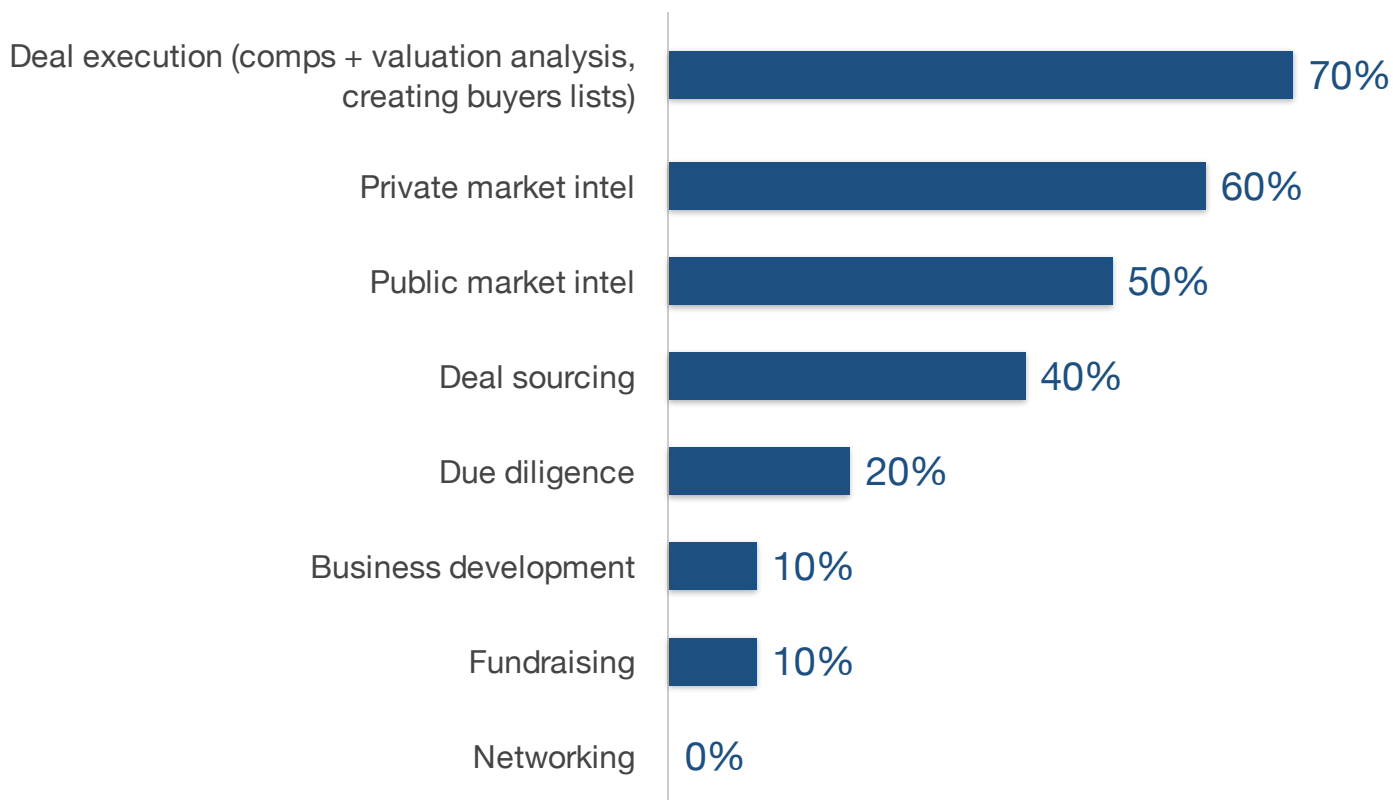 Deal execution (comps + valuation analysis,
creating buyers lists)
70%
Private market intel
60%
Public market intel
50%
Deal sourcing
40%
Due diligence
20%
Business development
10%
Fundraising
10%
Networking
0%